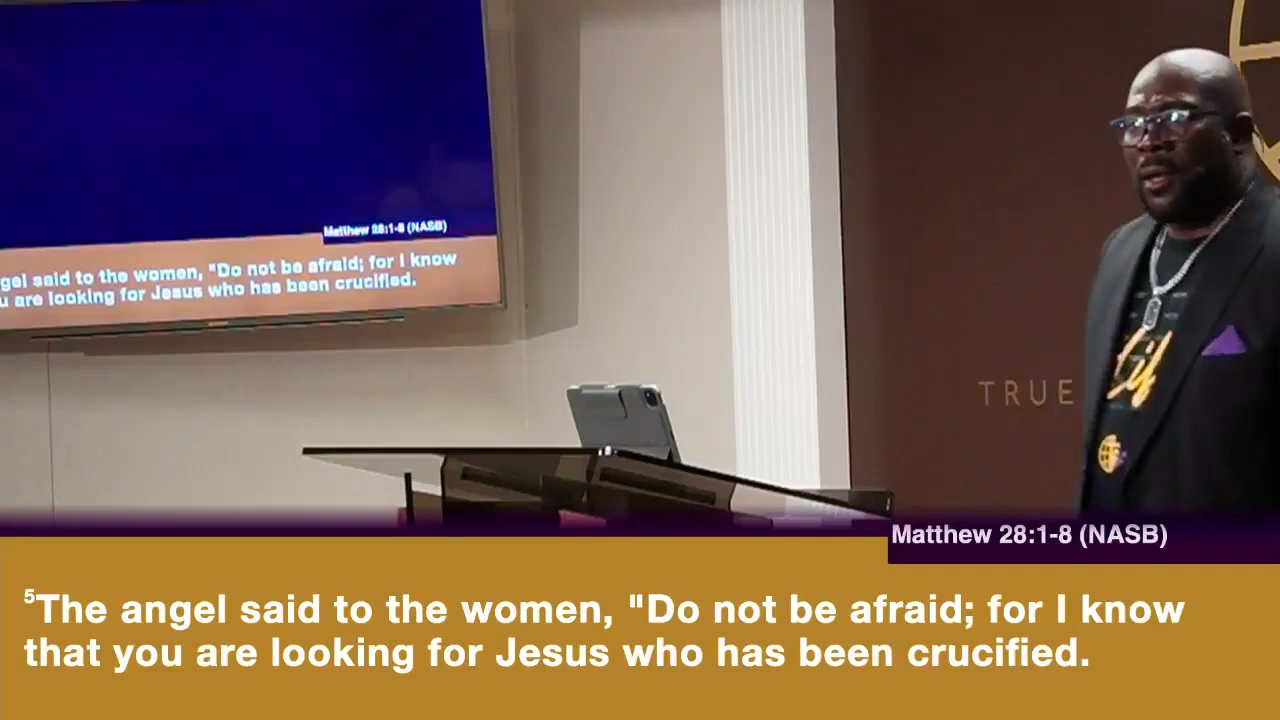 Matthew 28:1-8 (NASB)
gel said to the women, "Do not be afraid; for I know
u are looking for Jesus who has been crucified.
TRUE
Matthew 28:1-8 (NASB)
⁵The angel said to the women, "Do not be afraid; for I know
that you are looking for Jesus who has been crucified.